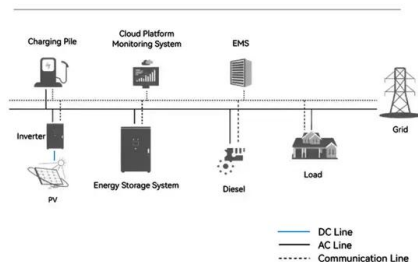 Charging Pile
Cloud Platform
Monitoring System
EMS
Grid
Inverter
PV
Energy Storage System
Diesel
Load
DC Line
AC Line
Communication Line